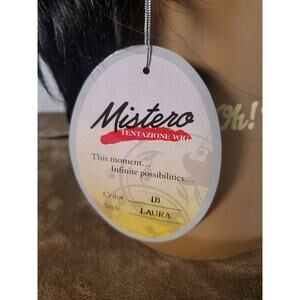 Mistero
TENTAZIONE WIG
This moment...
Infinite possibilities...
Color 1B
Style LAURA
Oh!